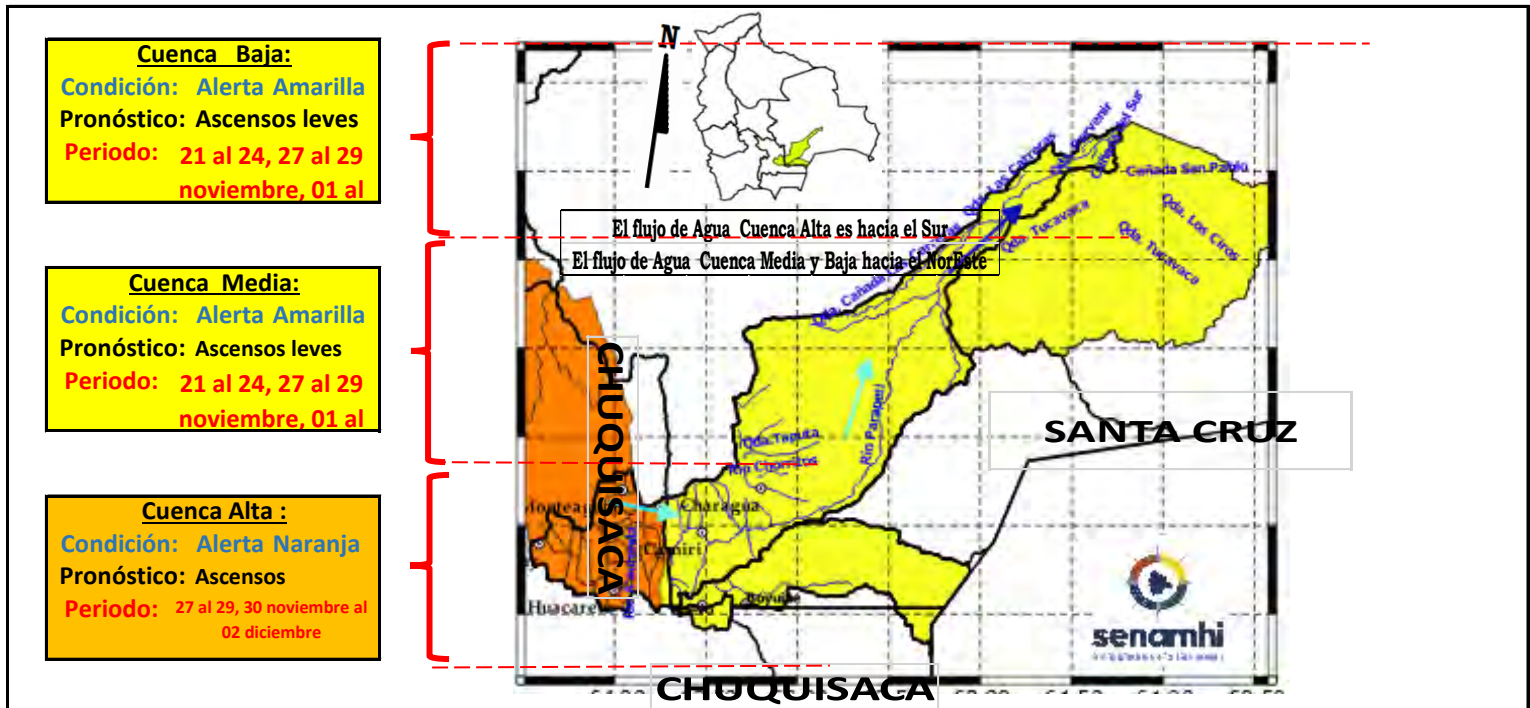 Cuenca Baja:
Condición: Alerta Amarilla
Pronóstico: Ascensos leves
Periodo: 21 al 24, 27 al 29
noviembre, 01 al
Cuenca Media:
Condición: Alerta Amarilla
Pronóstico: Ascensos leves
Periodo: 21 al 24, 27 al 29
noviembre, 01 al
Cuenca Alta :
Condición: Alerta Naranja
Pronóstico: Ascensos
Periodo: 27 al 29, 30 noviembre al
02 diciembre
N
El flujo de Agua Cuenca Alta es hacia el Sur
El flujo de Agua Cuenca Media y Baja hacia el NorEste
Cañada San Pablo
Qda. Los Ciros
Qda. Tucavaca
Qda. Tucavaca
Río Parapetí
Qda. Taputa
Río Chorritos
Charagua
Camiri
CHUQUISACA
SANTA CRUZ
senamhi
CHUQUISACA